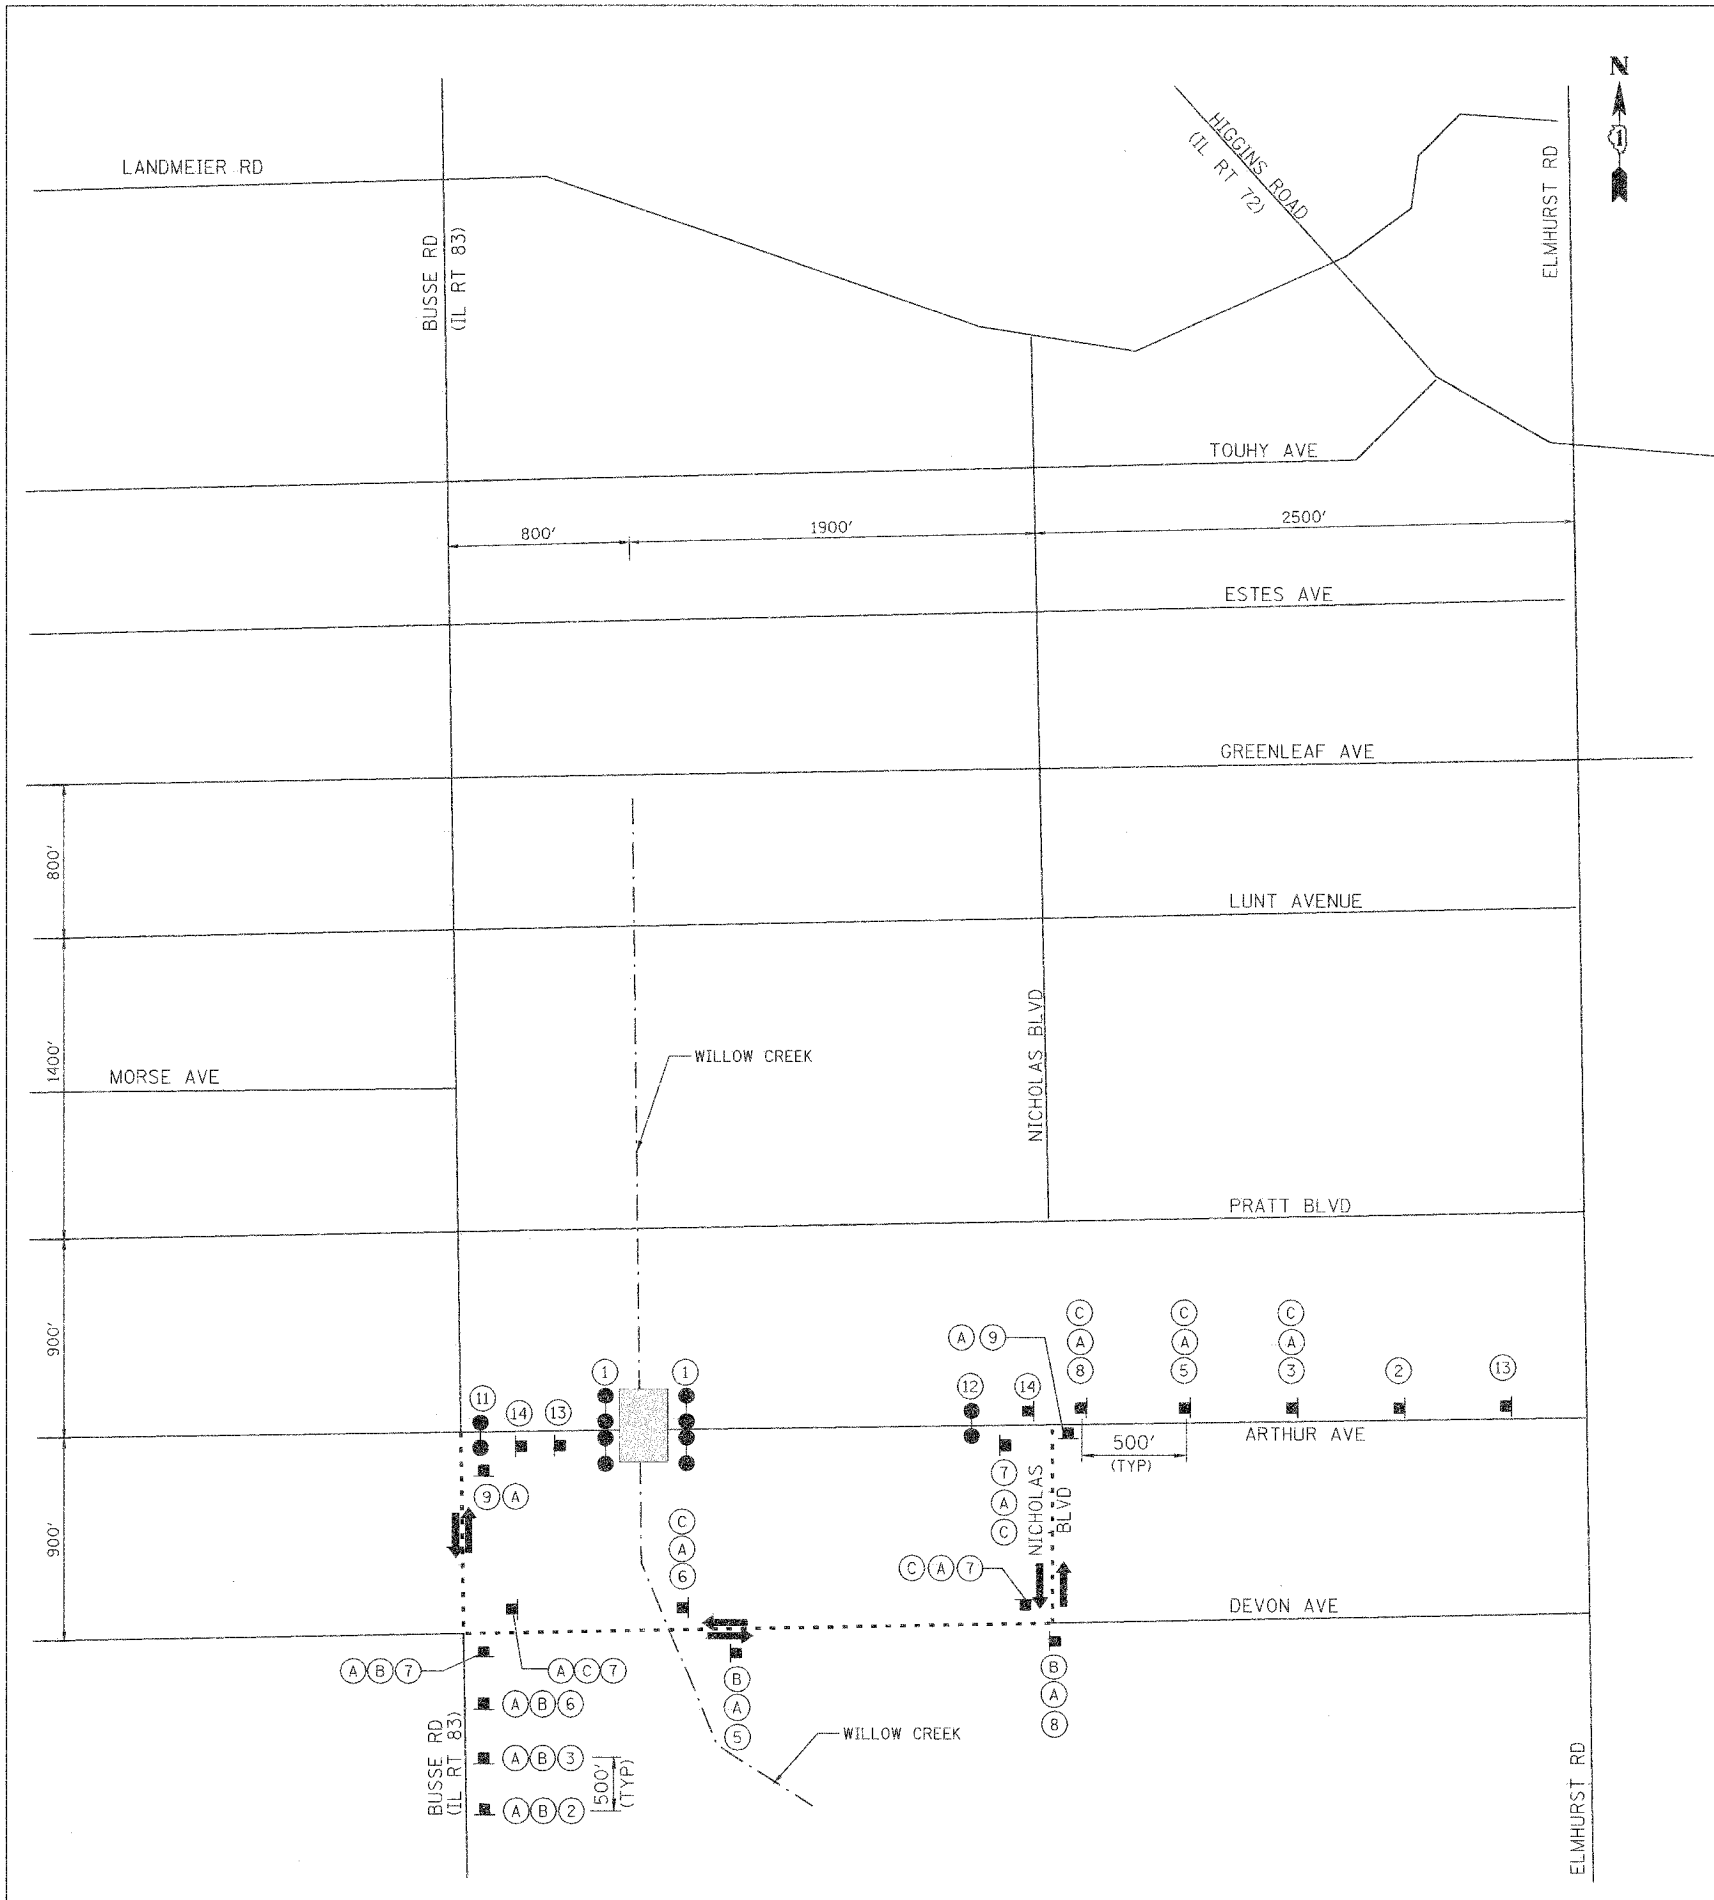 N
1
LANDMEIER RD
HIGGINS ROAD
(IL RT 72)
ELMHURST RD
BUSSE RD
(IL RT 83)
TOUHY AVE
800'
1900'
2500'
ESTES AVE
GREENLEAF AVE
800'
LUNT AVENUE
1400'
MORSE AVE
WILLOW CREEK
NICHOLAS BLVD
PRATT BLVD
900'
C
A
8
C
A
5
C
A
3
2
13
A 9
12
14
1
1
11
14
13
ARTHUR AVE
500'
(TYP)
7
A
C
NICHOLAS
BLVD
9 A
900'
C
A
6
C A 7
DEVON AVE
A B 7
A C 7
B
A
5
B
A
8
A B 6
BUSSE RD
(IL RT 83)
WILLOW CREEK
A B 3
500'
(TYP)
A B 2
ELMHURST RD